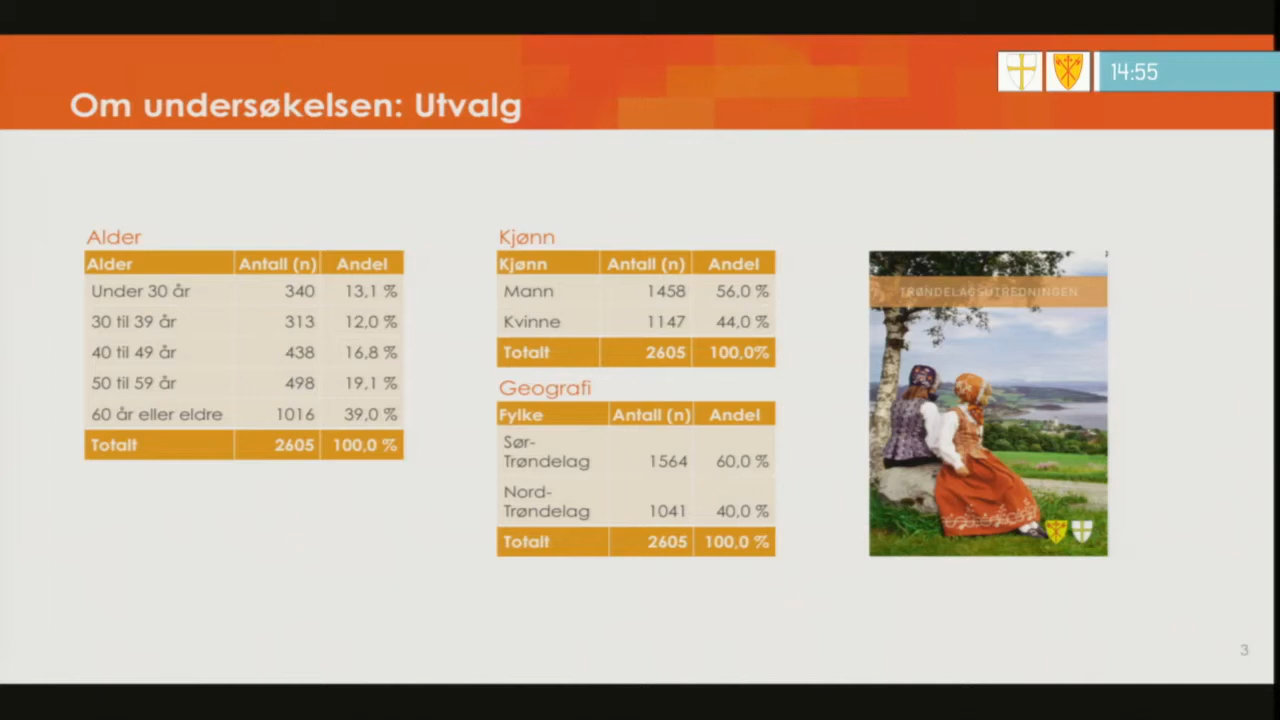 14:55
Om undersøkelsen: Utvalg
Alder
Alder Antall (n) Andel
Under 30 år 340 13,1 %
30 til 39 år 313 12,0 %
40 til 49 år 438 16,8 %
50 til 59 år 498 19,1 %
60 år eller eldre 1016 39,0 %
Totalt 2605 100,0 %
Kjønn
Kjønn Antall (n) Andel
Mann 1458 56,0 %
Kvinne 1147 44,0 %
Totalt 2605 100,0%
Geografi
Fylke Antall (n) Andel
Sør-
Trøndelag 1564 60,0 %
Nord-
Trøndelag 1041 40,0 %
Totalt 2605 100,0 %
TRØNDELAGSUTREDNINGEN
3